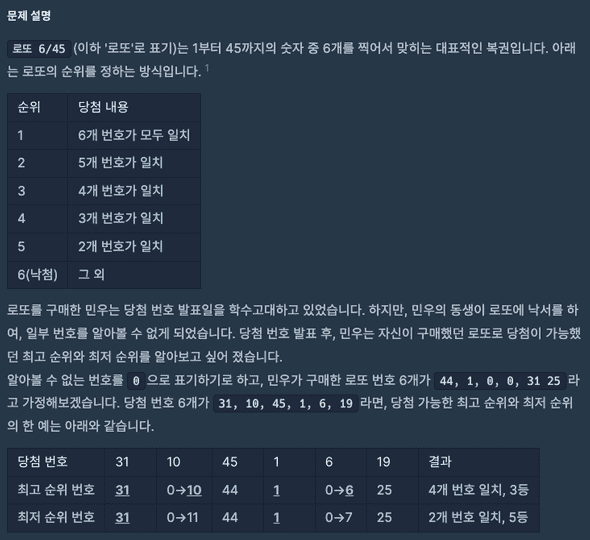 문제 설명
로또 6/45 (이하 '로또'로 표기)는 1부터 45까지의 숫자 중 6개를 찍어서 맞히는 대표적인 복권입니다. 아래
는 로또의 순위를 정하는 방식입니다. 1
순위 당첨 내용
1 6개 번호가 모두 일치
2 5개 번호가 일치
3 4개 번호가 일치
4 3개 번호가 일치
5 2개 번호가 일치
6(낙첨) 그 외
로또를 구매한 민우는 당첨 번호 발표일을 학수고대하고 있었습니다. 하지만, 민우의 동생이 로또에 낙서를 하
여, 일부 번호를 알아볼 수 없게 되었습니다. 당첨 번호 발표 후, 민우는 자신이 구매했던 로또로 당첨이 가능했
던 최고 순위와 최저 순위를 알아보고 싶어 졌습니다.
알아볼 수 없는 번호를 0 으로 표기하기로 하고, 민우가 구매한 로또 번호 6개가 44, 1, 0, 0, 31 25 라
고 가정해보겠습니다. 당첨 번호 6개가 31, 10, 45, 1, 6, 19 라면, 당첨 가능한 최고 순위와 최저 순위
의 한 예는 아래와 같습니다.
당첨 번호 31 10 45 1 6 19 결과
최고 순위 번호 31 0→10 44 1 0→6 25 4개 번호 일치, 3등
최저 순위 번호 31 0→11 44 1 0→7 25 2개 번호 일치, 5등